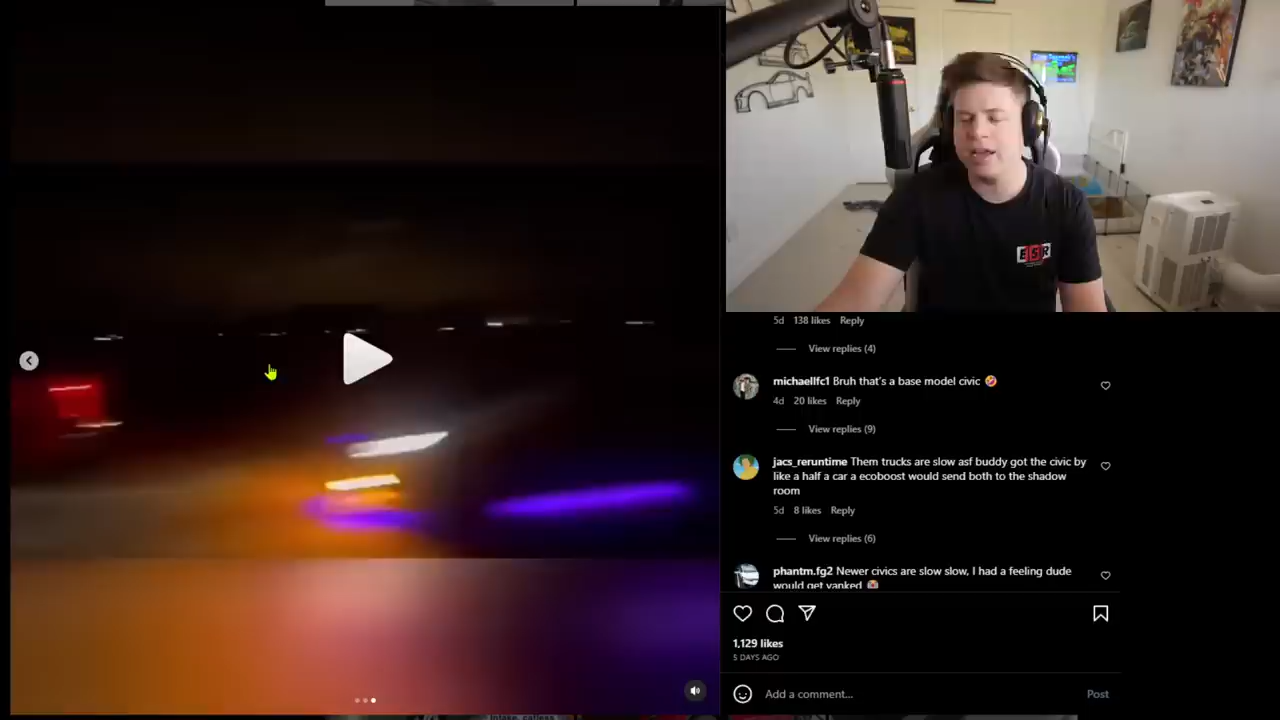 ESR
5d 138 likes Reply
View replies (4)
michaellfc1 Bruh that's a base model civic 🤣
4d 20 likes Reply
View replies (9)
jacs_reruntime Them trucks are slow asf buddy got the civic by
like a half a car a ecoboost would send both to the shadow
room
5d 8 likes Reply
View replies (6)
phantm.fg2 Newer civics are slow slow, I had a feeling dude
would get yanked
1,129 likes
5 DAYS AGO
Add a comment...
Post